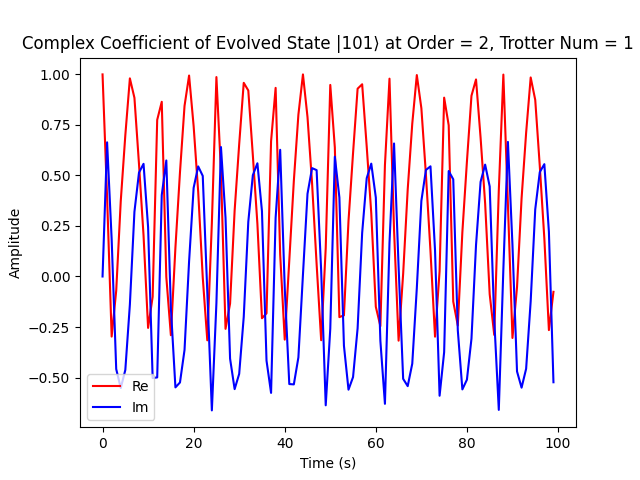 Complex Coefficient of Evolved State |101⟩ at Order = 2, Trotter Num = 1
1.00
0.75
0.50
0.25
0.00
−0.25
−0.50
Amplitude
Re
Im
0 20 40 60 80 100
Time (s)